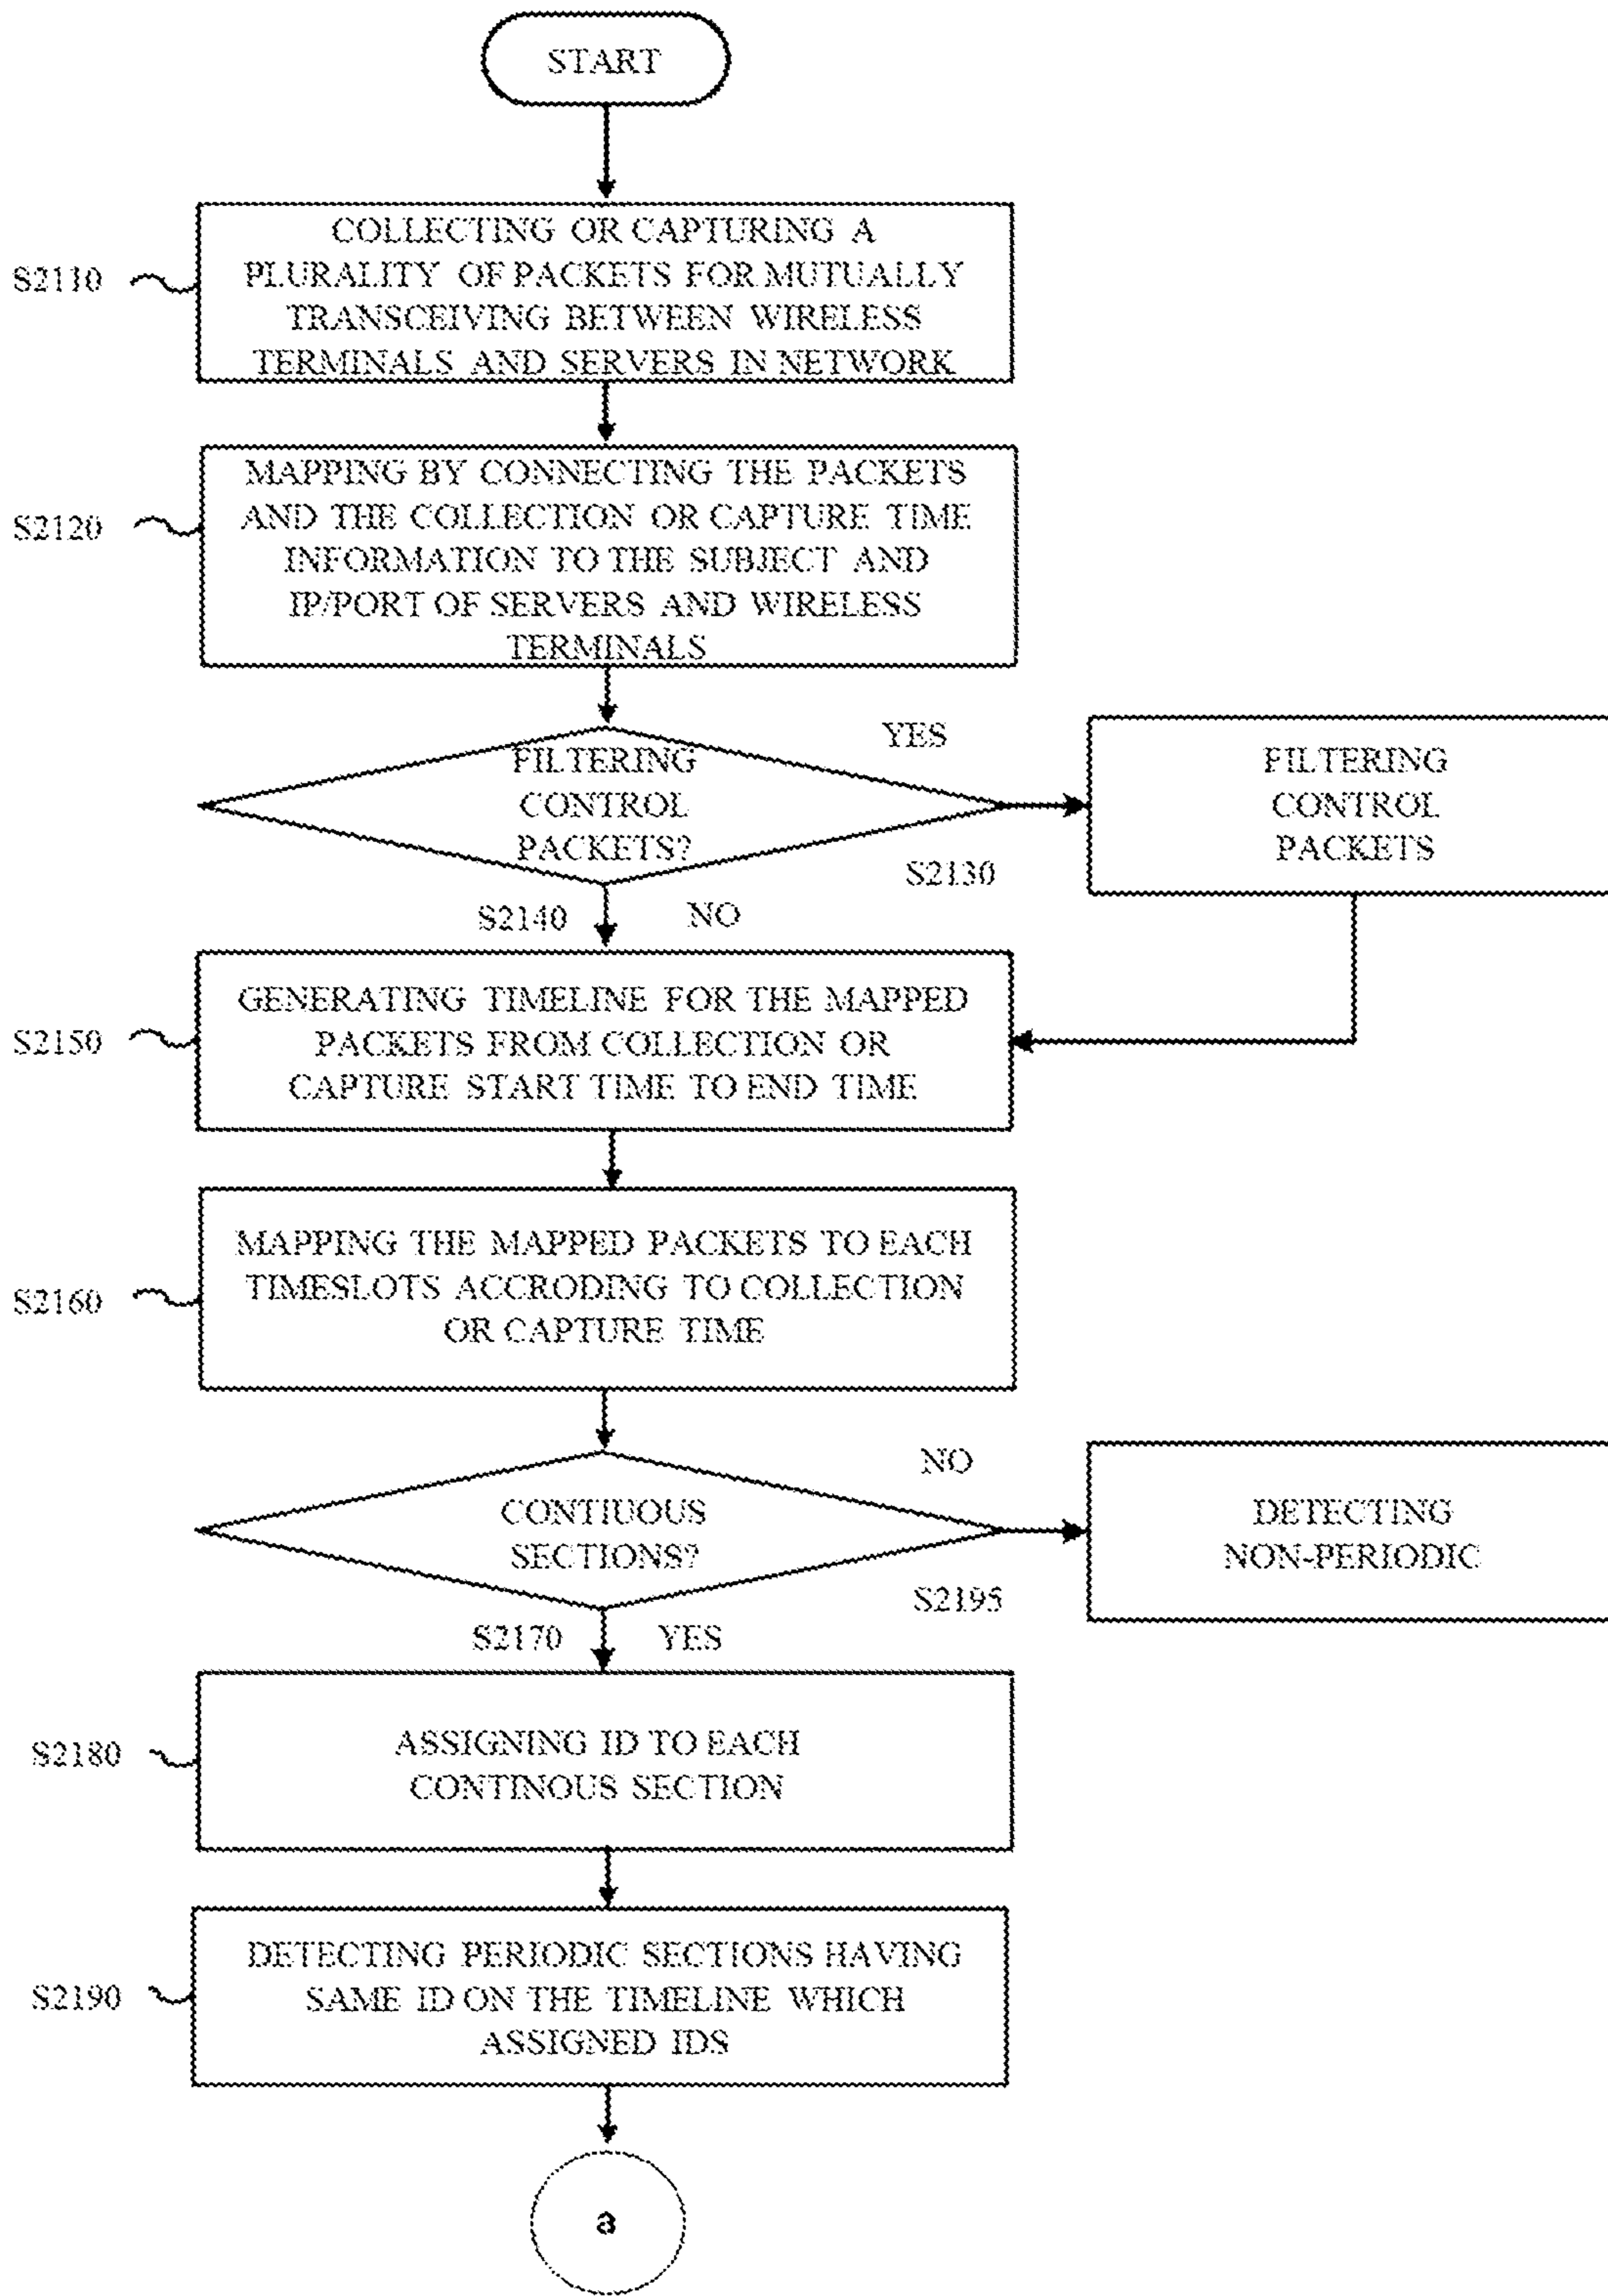 START
COLLECTING OR CAPTURING A
S2110
PLURALITY OF PACKETS FOR MUTUALLY
TRANSCEIVING BETWEEN WIRELESS
TERMINALS AND SERVERS IN NETWORK
MAPPING BY CONNECTING THE PACKETS
S2120
AND THE COLLECTION OR CAPTURE TIME
INFORMATION TO THE SUBJECT AND
IP/PORT OF SERVERS AND WIRELESS
TERMINALS
FILTERING
CONTROL
PACKETS?
YES
S2130
FILTERING
CONTROL
PACKETS
S2140
NO
GENERATING TIMELINE FOR THE MAPPED
S2150
PACKETS FROM COLLECTION OR
CAPTURE START TIME TO END TIME
MAPPING THE MAPPED PACKETS TO EACH
S2160
TIMESLOTS ACCRODING TO COLLECTION
OR CAPTURE TIME
CONTIUOUS
SECTIONS?
NO
S2195
DETECTING
NON-PERIODIC
S2170
YES
S2180
ASSIGNING ID TO EACH
CONTINOUS SECTION
DETECTING PERIODIC SECTIONS HAVING
S2190
SAME ID ON THE TIMELINE WHICH
ASSIGNED IDS
a